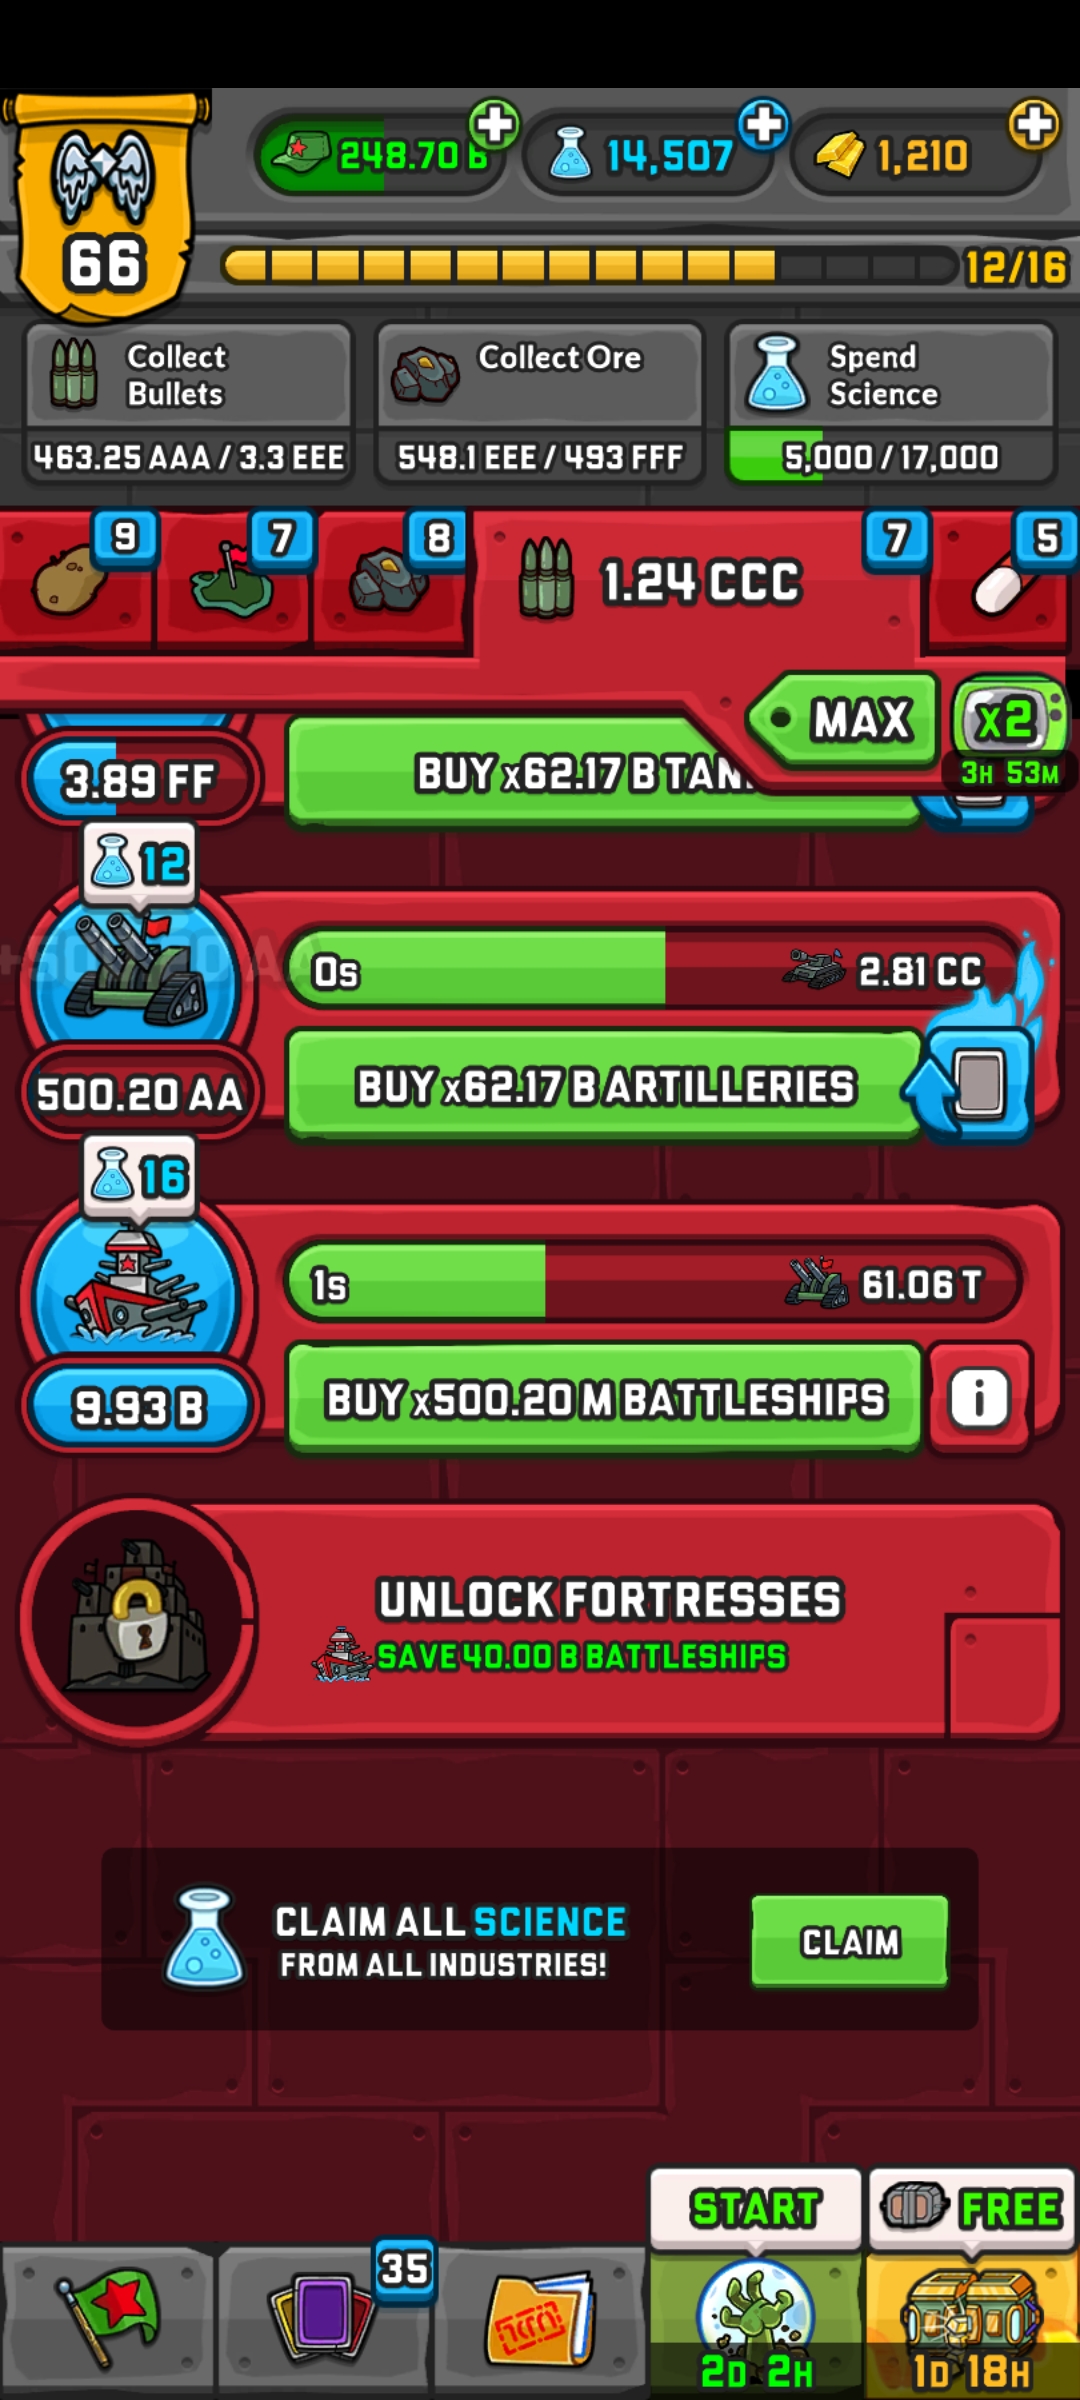 248.70 B
14,507
1,210
66
12/16
Collect
Bullets
Collect Ore
Spend
Science
463.25 AAA / 3.3 EEE
548.1 EEE / 493 FFF
5,000 / 17,000
9
7
8
1.24 CCC
7
5
MAX
x2
3H 53M
3.89 FF
BUY x62.17 B TAN
12
0s
2.81 CC
500.20 AA
BUY x62.17 B ARTILLERIES
16
1s
61.06 T
9.93 B
BUY x500.20 M BATTLESHIPS
i
UNLOCK FORTRESSES
SAVE 40.00 B BATTLESHIPS
CLAIM ALL SCIENCE
FROM ALL INDUSTRIES!
CLAIM
START
FREE
35
2D 2H
1D 18H